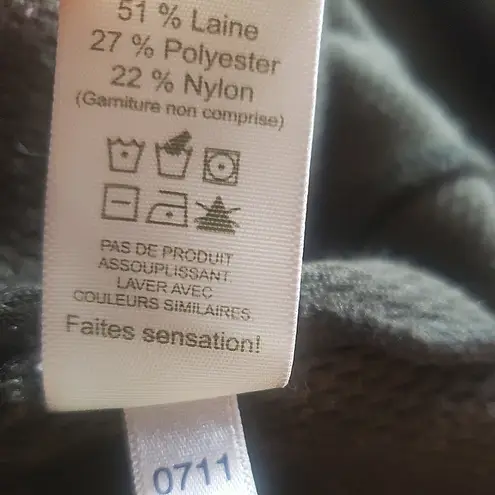 51 % Laine
27 % Polyester
22 % Nylon
(Garniture non comprise)
PAS DE PRODUIT
ASSOUPLISSANT.
LAVER AVEC
COULEURS SIMILAIRES
Faites sensation!
0711